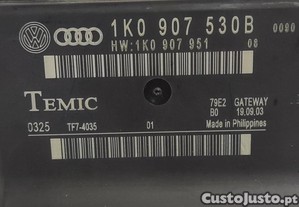 1K0 907 530B
HW:1K0 907 951
08
0090
TEMIC
79E2 GATEWAY
B0 19.09.03
0325 TF7-4035 01 Made in Philippines
CustoJusto.pt